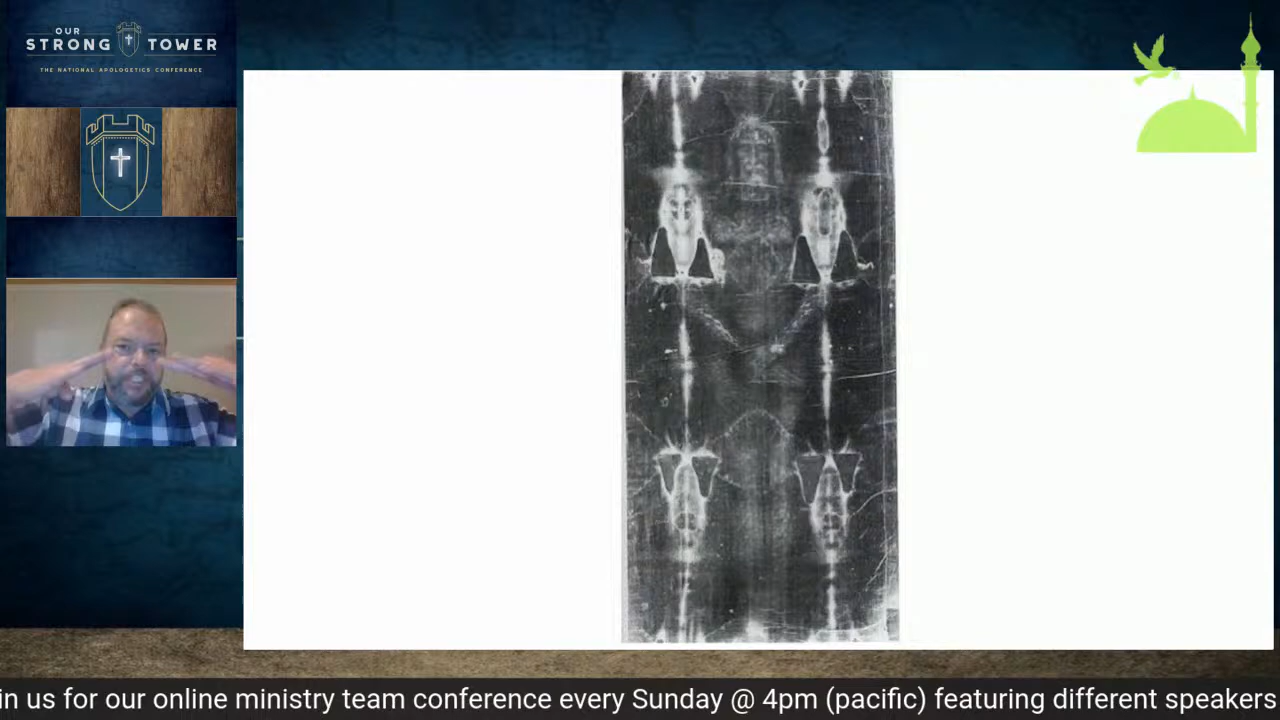 OUR
STRONG TOWER
THE NATIONAL APOLOGETICS CONFERENCE
in us for our online ministry team conference every Sunday @ 4pm (pacific) featuring different speakers